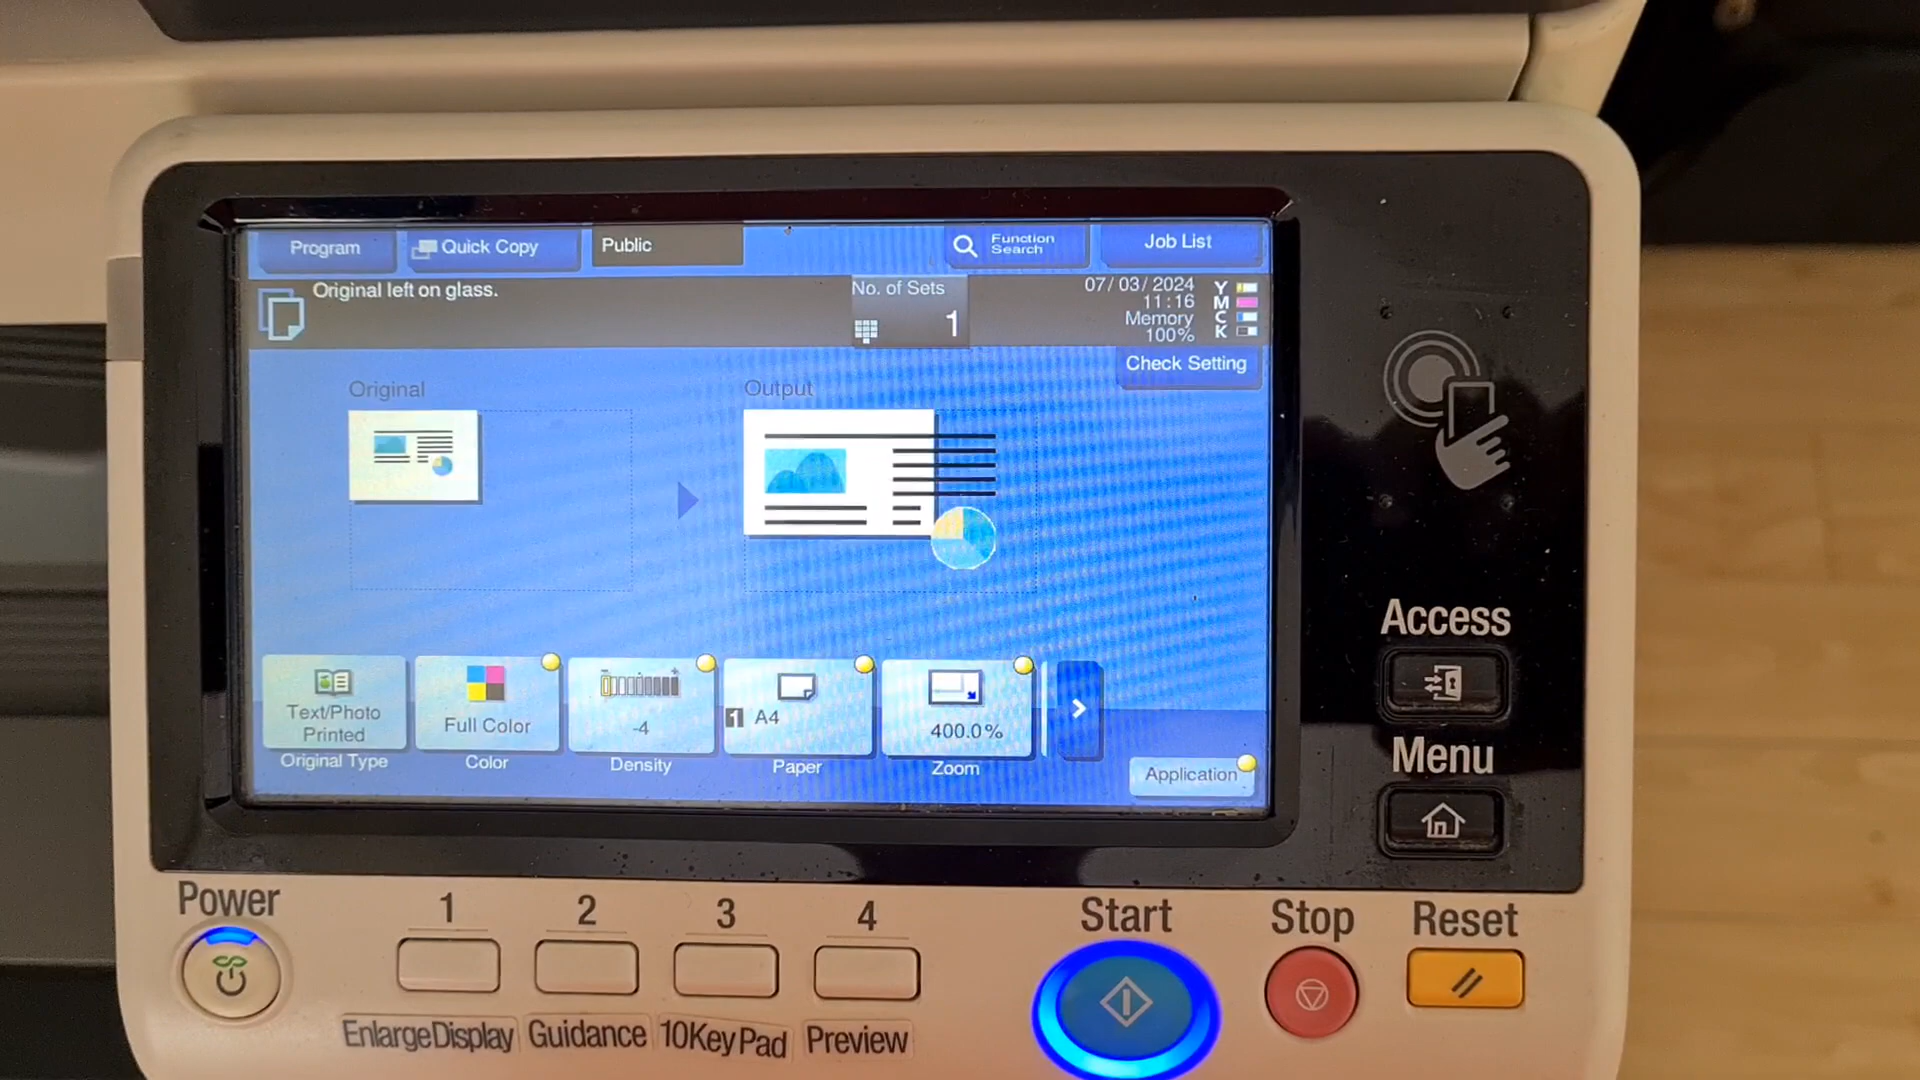 Program
Quick Copy
Public
Function
Search
Job List
Original left on glass.
No. of Sets
1
07/03/2024
11:16
Memory
100%
Y
M
C
K
Check Setting
Original
Output
Text/Photo
Printed
Original Type
Full Color
Color
- +
-4
Density
1 A4
Paper
400.0%
Zoom
Application
Access
Menu
Power
1
2
3
4
Start
Stop
Reset
EnlargeDisplay
Guidance
10KeyPad
Preview